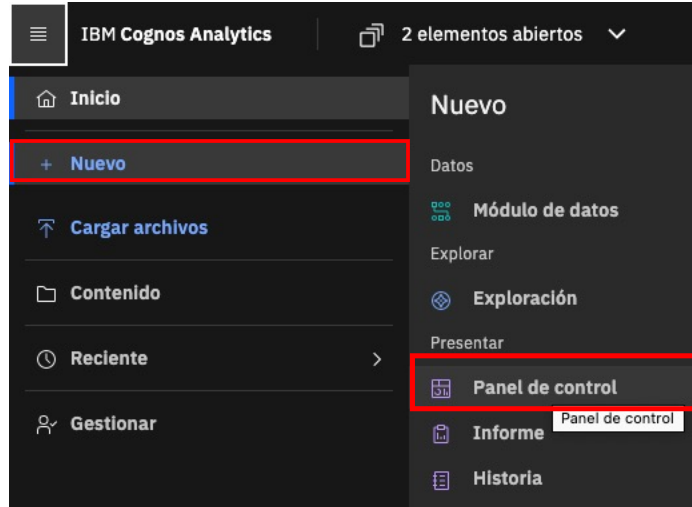 IBM Cognos Analytics
2 elementos abiertos
Inicio
+ Nuevo
Cargar archivos
Contenido
Reciente
Gestionar
Nuevo
Datos
Módulo de datos
Explorar
Exploración
Presentar
Panel de control
Panel de control
Informe
Historia